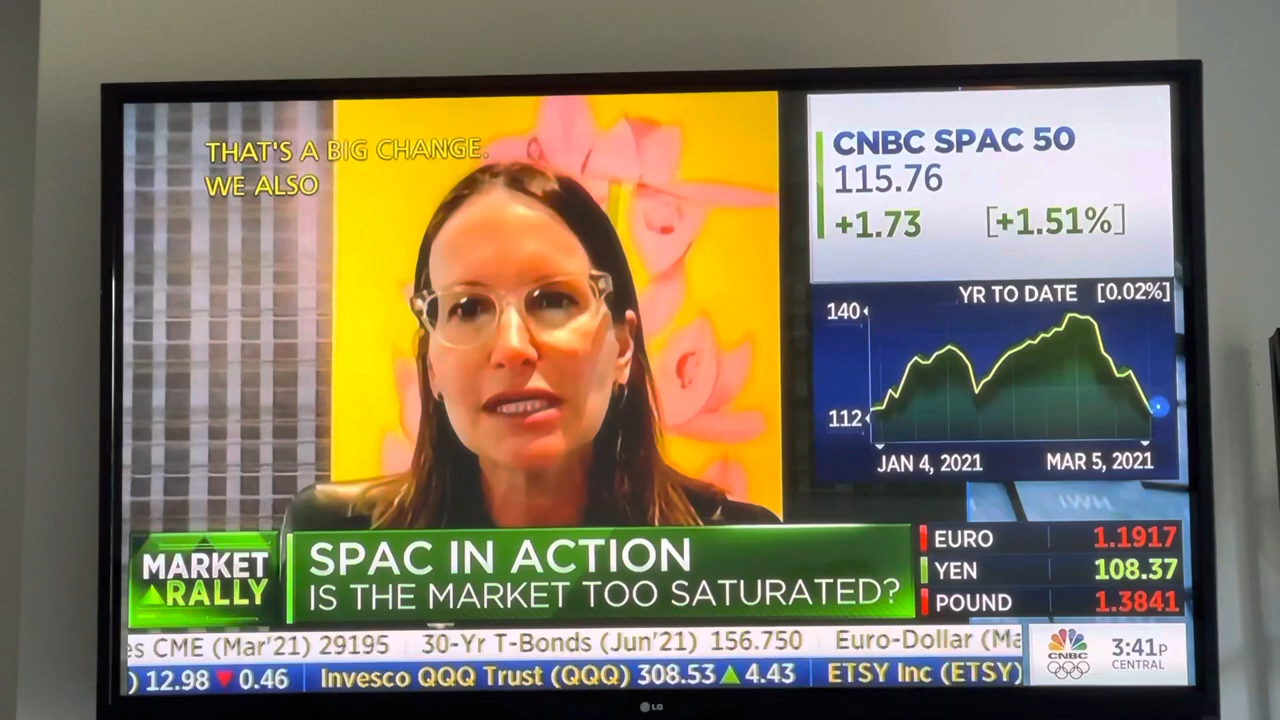 THAT'S A BIG CHANGE.
WE ALSO
CNBC SPAC 50
115.76
+1.73 [+1.51%]
YR TO DATE [0.02%]
140
112
JAN 4, 2021 MAR 5, 2021
MARKET
RALLY
SPAC IN ACTION
IS THE MARKET TOO SATURATED?
EURO 1.1917
YEN 108.37
POUND 1.3841
es CME (Mar'21) 29195 30-Yr T-Bonds (Jun'21) 156.750 Euro-Dollar (Ma
) 12.98 ▼ 0.46 Invesco QQQ Trust (QQQ) 308.53 ▲ 4.43 ETSY Inc (ETSY)
CNBC
3:41P
CENTRAL
LG